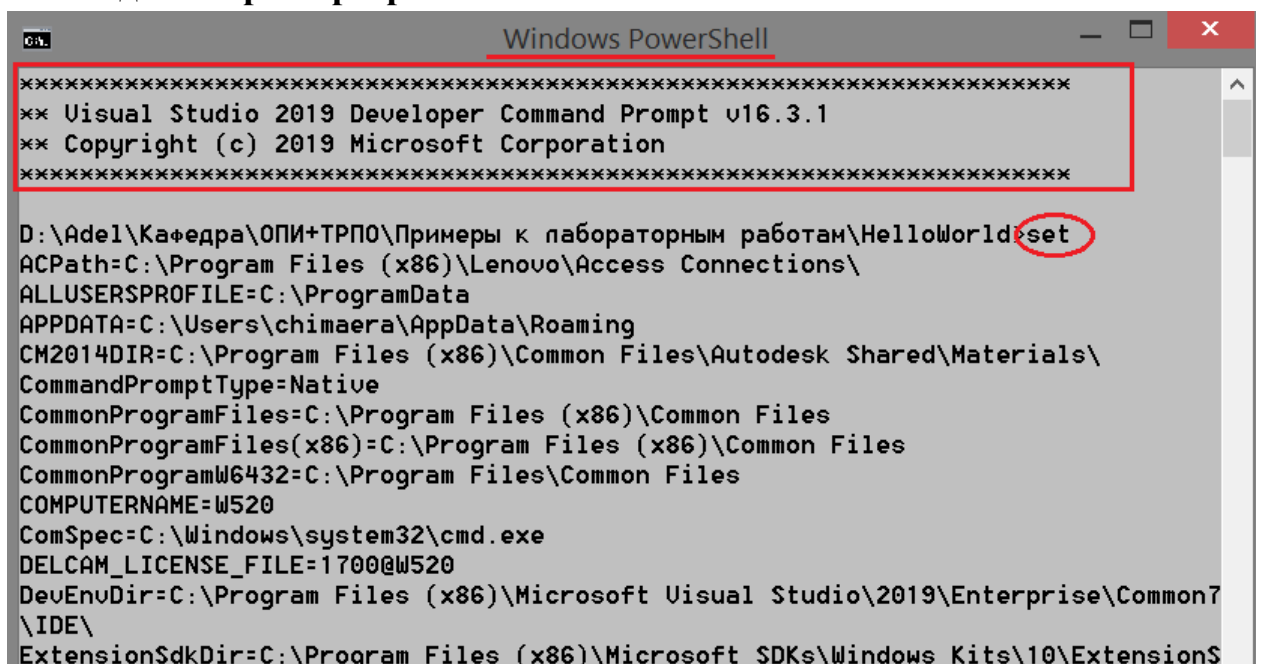 Windows PowerShell
**********************************************************************
** Visual Studio 2019 Developer Command Prompt v16.3.1
** Copyright (c) 2019 Microsoft Corporation
**********************************************************************
D:\Adel\Кафедра\ОПИ+ТРПО\Примеры к лабораторным работам\HelloWorld>set
ACPath=C:\Program Files (x86)\Lenovo\Access Connections\
ALLUSERSPROFILE=C:\ProgramData
APPDATA=C:\Users\chimaera\AppData\Roaming
CM2014DIR=C:\Program Files (x86)\Common Files\Autodesk Shared\Materials\
CommandPromptType=Native
CommonProgramFiles=C:\Program Files (x86)\Common Files
CommonProgramFiles(x86)=C:\Program Files (x86)\Common Files
CommonProgramW6432=C:\Program Files\Common Files
COMPUTERNAME=W520
ComSpec=C:\Windows\system32\cmd.exe
DELCAM_LICENSE_FILE=1700@W520
DevEnvDir=C:\Program Files (x86)\Microsoft Visual Studio\2019\Enterprise\Common7
\IDE\
ExtensionSdkDir=C:\Program Files (x86)\Microsoft SDKs\Windows Kits\10\ExtensionS